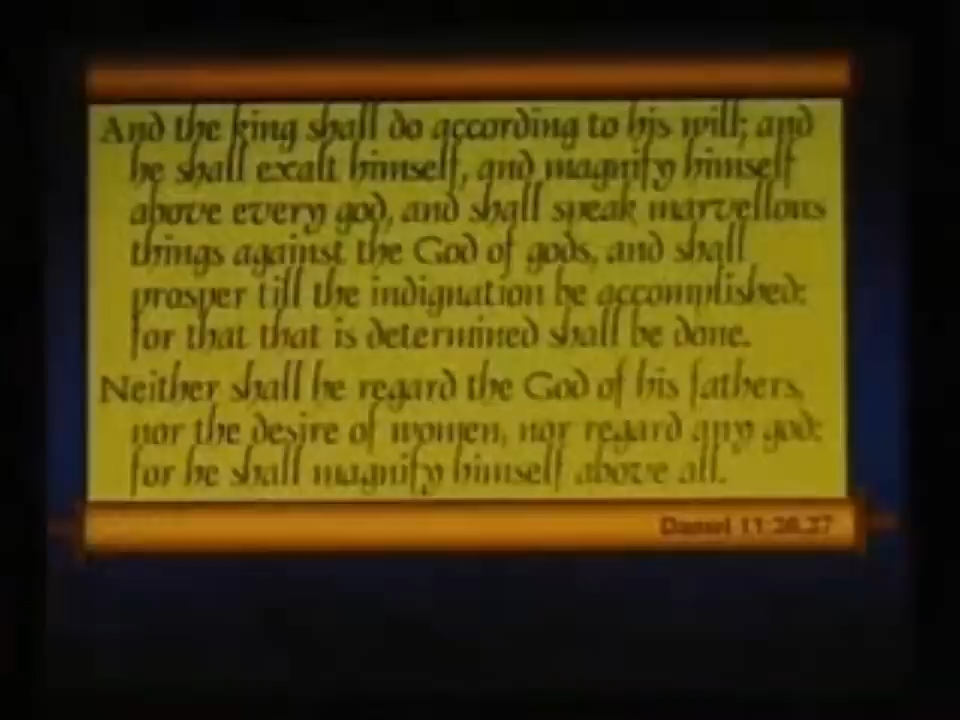 And the king shall do according to his will; and
he shall exalt himself, and magnify himself
above every god, and shall speak marvellous
things against the God of gods, and shall
prosper till the indignation be accomplished:
for that that is determined shall be done.
Neither shall he regard the God of his fathers,
nor the desire of women, nor regard any god:
for he shall magnify himself above all.
Daniel 11:36,37